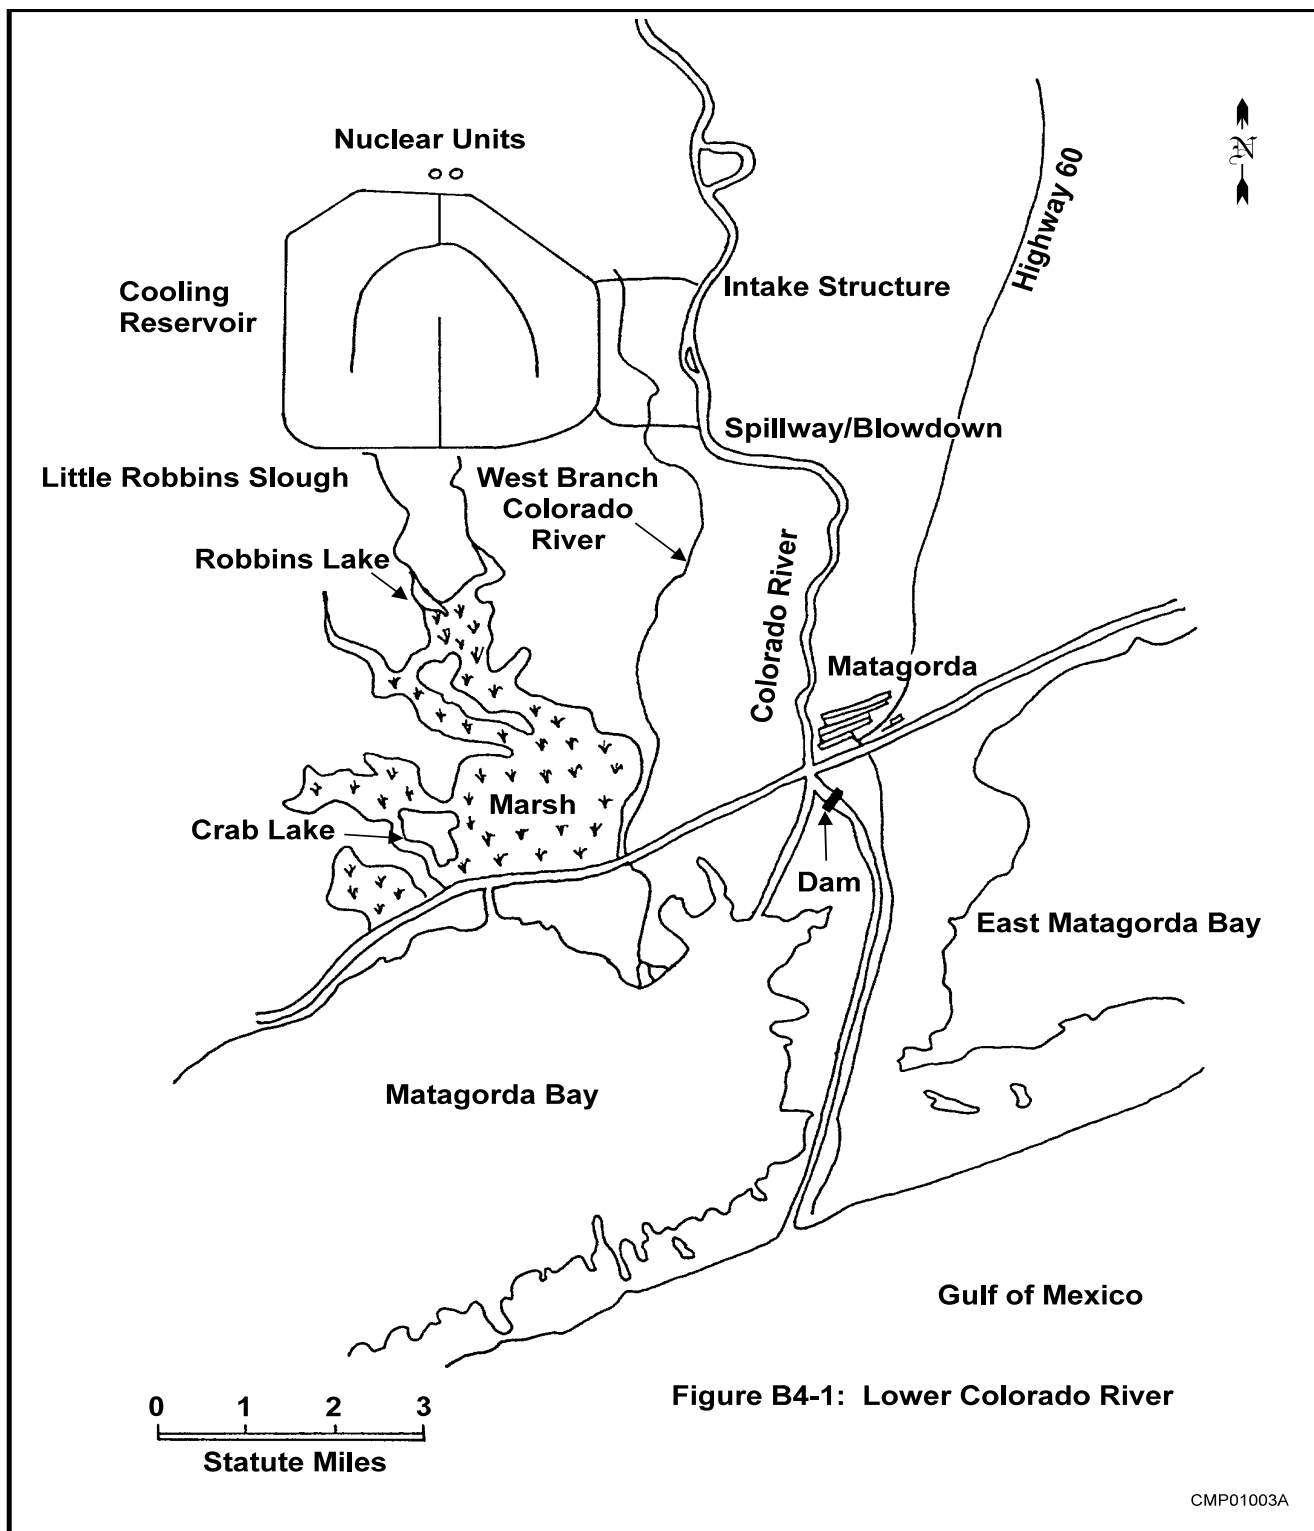 Nuclear Units
N
Highway 60
Cooling
Reservoir
Intake Structure
Spillway/Blowdown
Little Robbins Slough
West Branch
Colorado
River
Robbins Lake
Colorado River
Matagorda
Marsh
Crab Lake
Dam
East Matagorda Bay
Matagorda Bay
Gulf of Mexico
Figure B4-1: Lower Colorado River
0 1 2 3
Statute Miles
CMP01003A